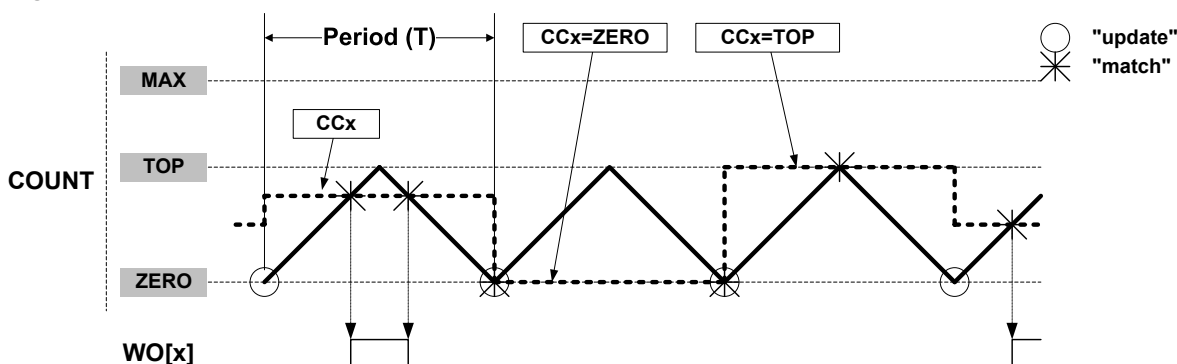 Period (T)
CCx=ZERO
CCx=TOP
"update"
"match"
MAX
CCx
TOP
COUNT
ZERO
WO[x]